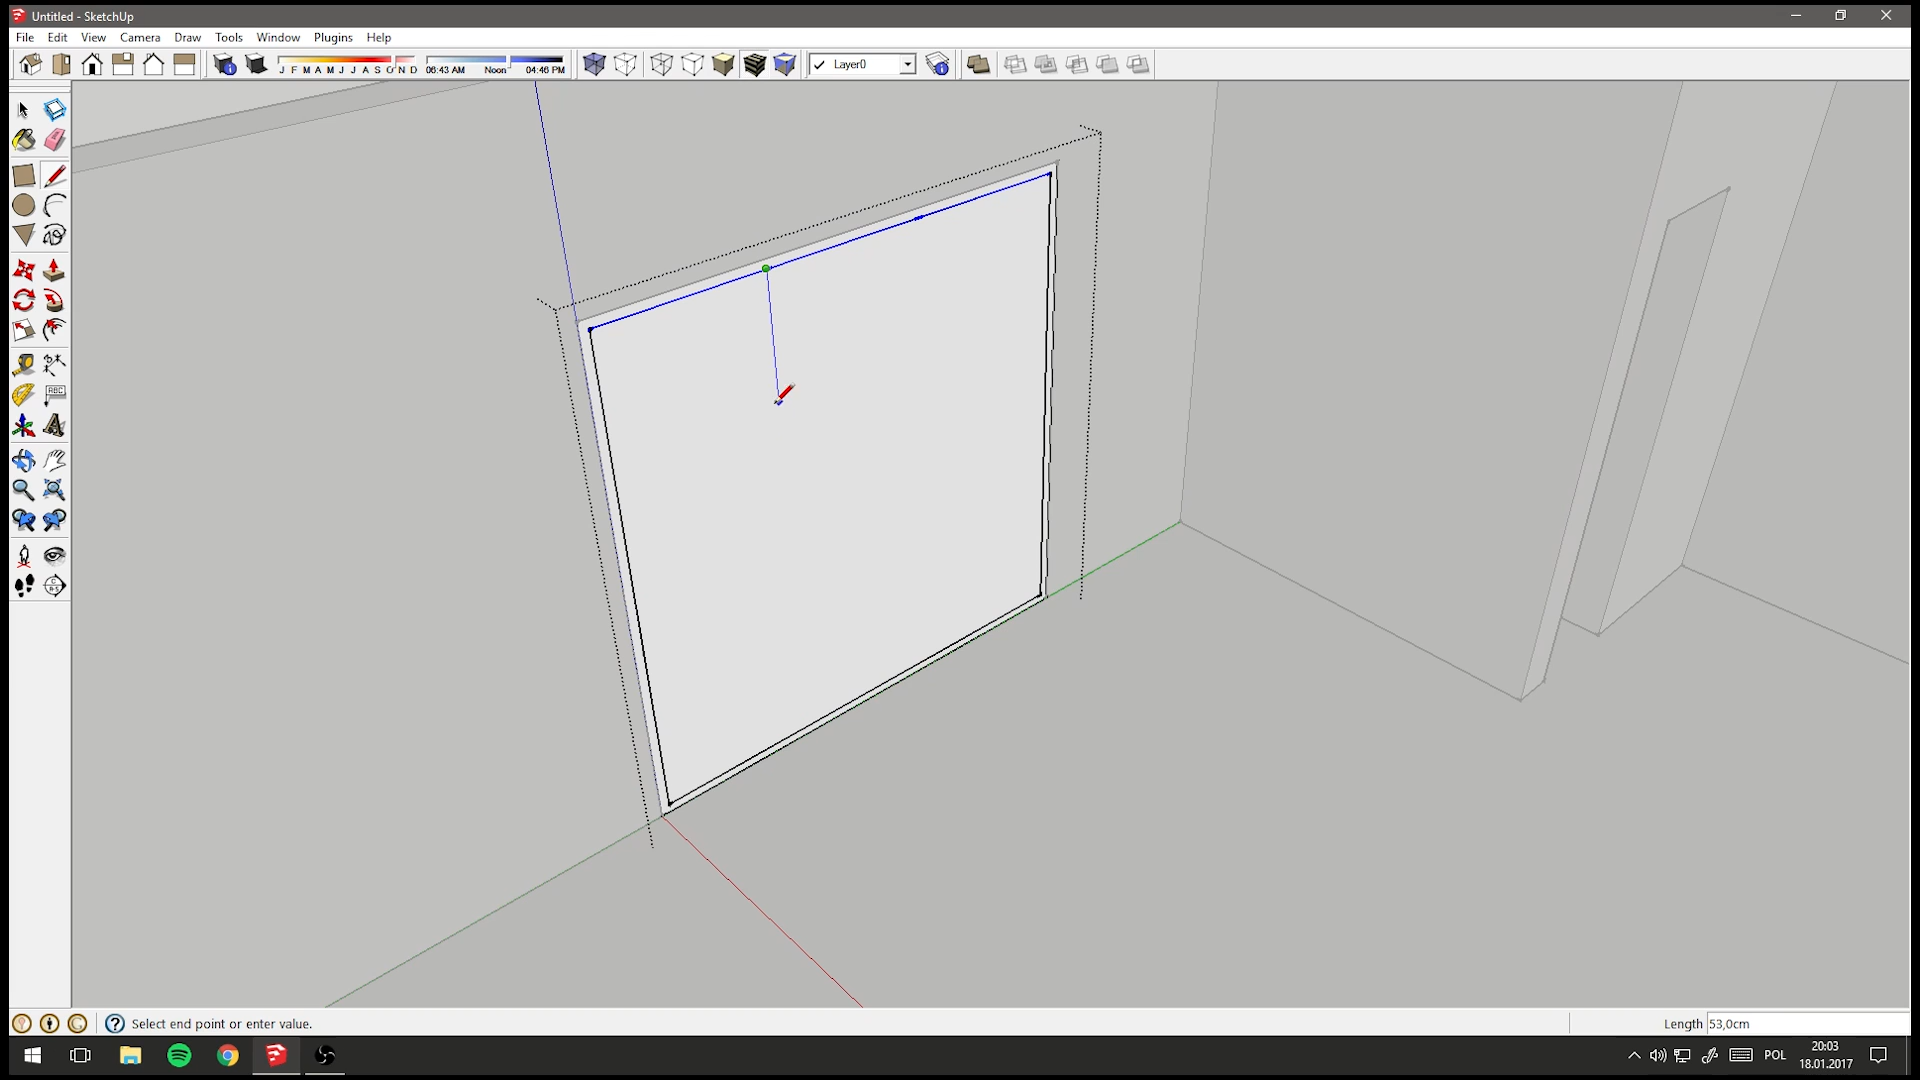 Untitled - SketchUp
File Edit View Camera Draw Tools Window Plugins Help
J F M A M J J A S O N D 06:43 AM Noon 04:46 PM Layer0
ABC
Select end point or enter value. Length 53,0cm
POL 20:03
18.01.2017